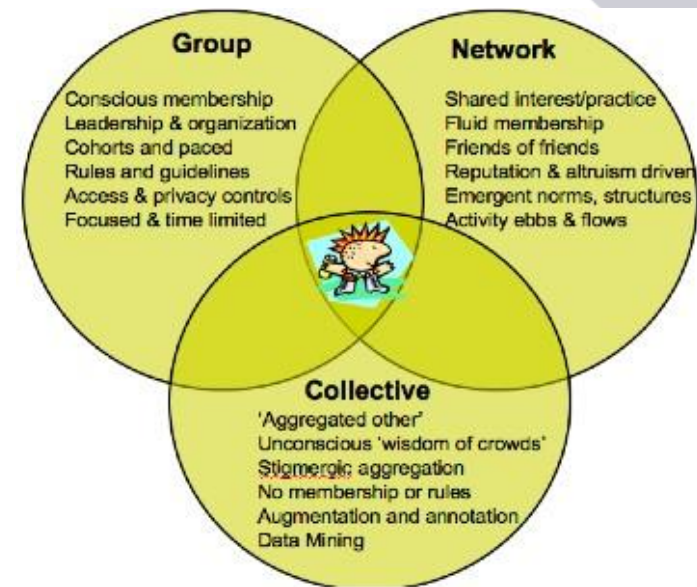 Group
Conscious membership
Leadership & organization
Cohorts and paced
Rules and guidelines
Access & privacy controls
Focused & time limited
Network
Shared interest/practice
Fluid membership
Friends of friends
Reputation & altruism driven
Emergent norms, structures
Activity ebbs & flows
Collective
'Aggregated other'
Unconscious 'wisdom of crowds'
Stigmergic aggregation
No membership or rules
Augmentation and annotation
Data Mining